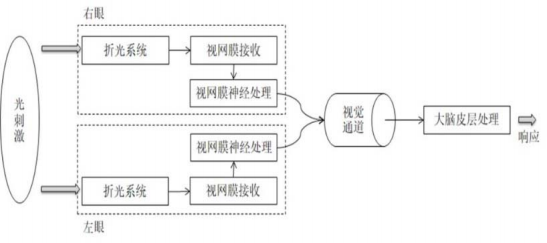 右眼
折光系统
视网膜接收
视网膜神经处理
光
刺
激
视觉
通道
大脑皮层处理
响应
视网膜神经处理
折光系统
视网膜接收
左眼